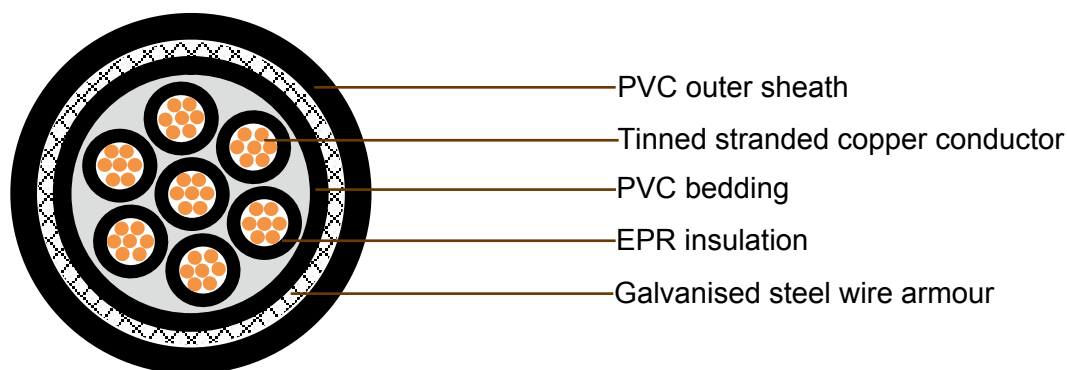 PVC outer sheath
Tinned stranded copper conductor
PVC bedding
EPR insulation
Galvanised steel wire armour